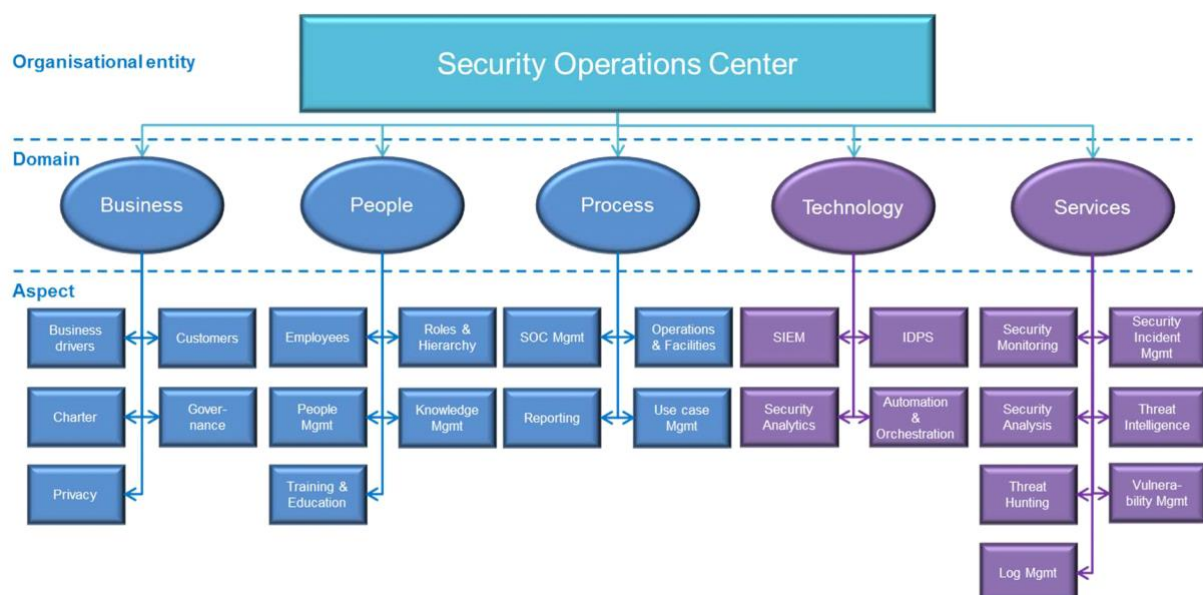 Organisational entity
Security Operations Center
Domain
Business
People
Process
Technology
Services
Aspect
Business
drivers
Customers
Charter
Gover-
nance
Privacy
Employees
Roles &
Hierarchy
People
Mgmt
Knowledge
Mgmt
Training &
Education
SOC Mgmt
Operations
& Facilities
Reporting
Use case
Mgmt
SIEM
IDPS
Security
Analytics
Automation
&
Orchestration
Security
Monitoring
Security
Incident
Mgmt
Security
Analysis
Threat
Intelligence
Threat
Hunting
Vulnera-
bility Mgmt
Log Mgmt